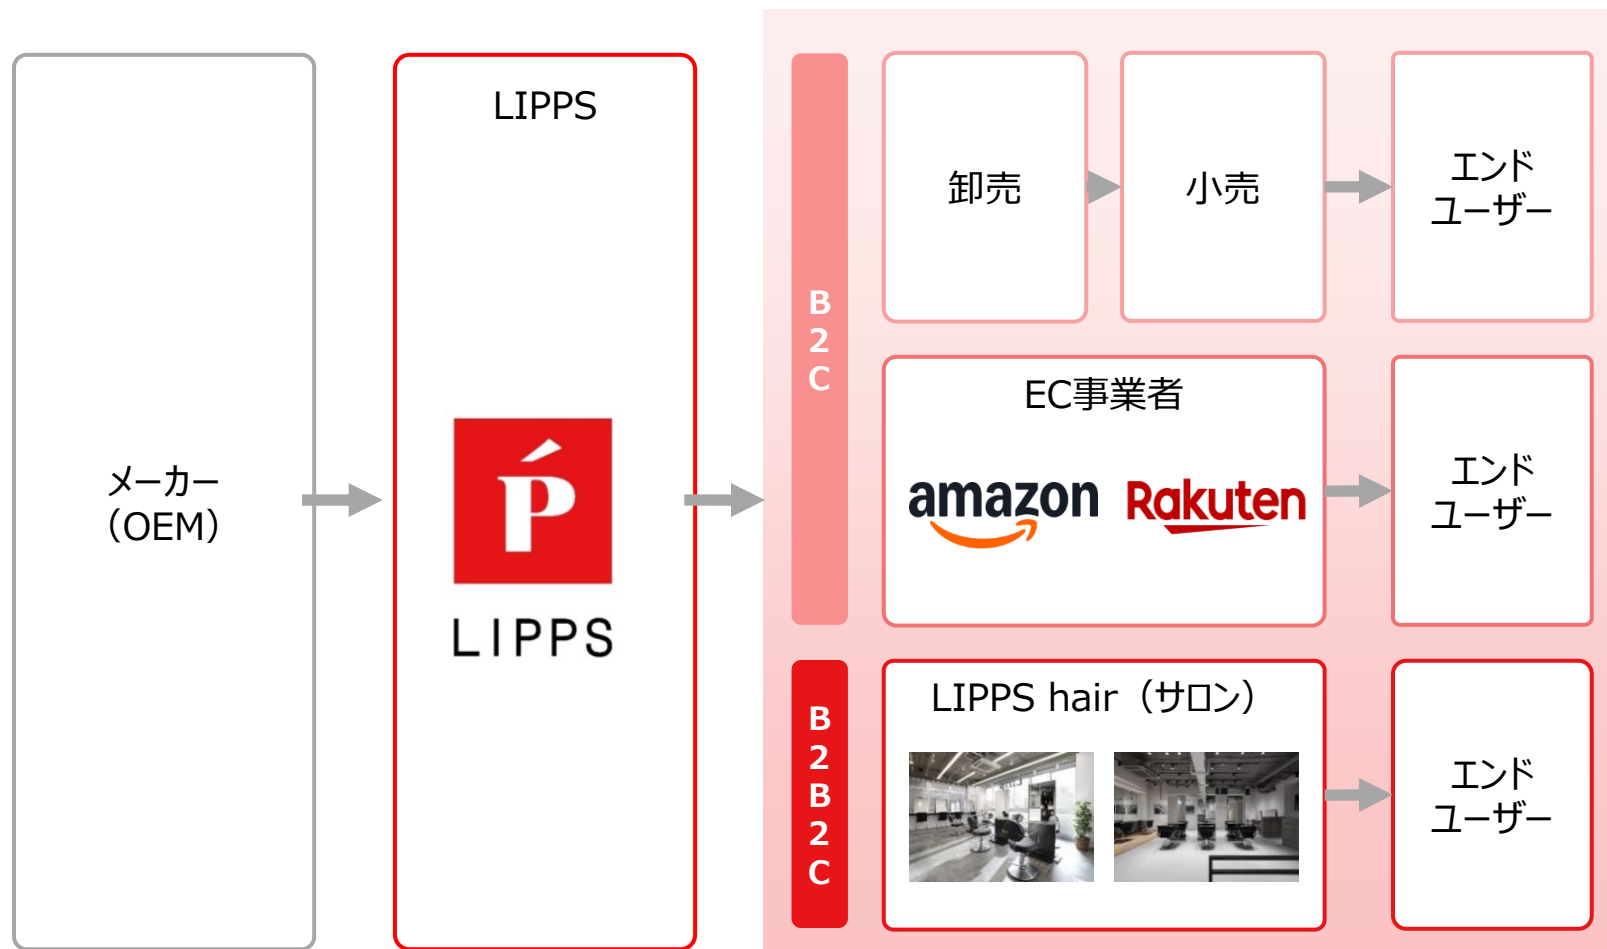 メーカー
（OEM）
LIPPS
Ṕ
LIPPS
B
2
C
卸売
小売
エンド
ユーザー
EC事業者
amazon
Rakuten
エンド
ユーザー
B
2
B
2
C
LIPPS hair（サロン）
エンド
ユーザー